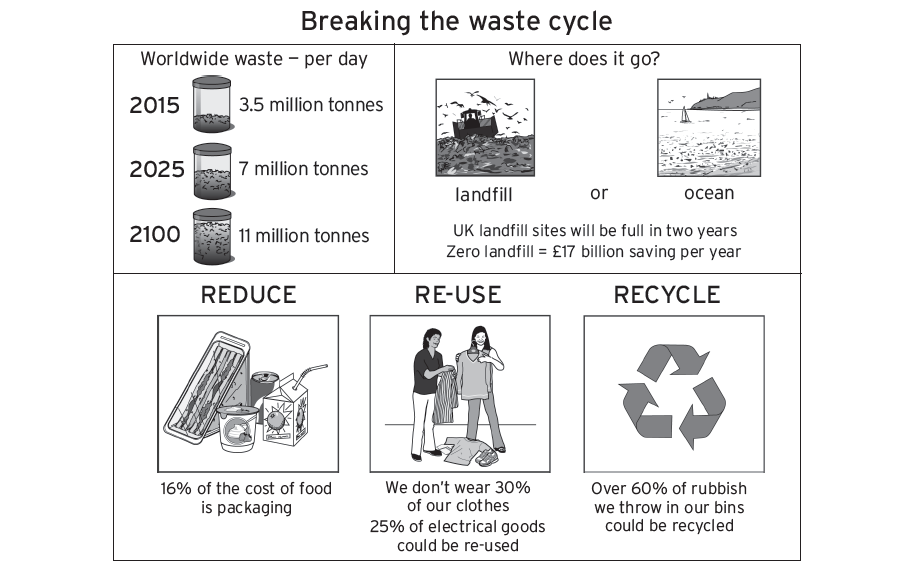 Breaking the waste cycle
Worldwide waste – per day
2015 3.5 million tonnes
2025 7 million tonnes
2100 11 million tonnes
Where does it go?
landfill or ocean
UK landfill sites will be full in two years
Zero landfill = £17 billion saving per year
REDUCE
16% of the cost of food
is packaging
RE-USE
We don’t wear 30%
of our clothes
25% of electrical goods
could be re-used
RECYCLE
Over 60% of rubbish
we throw in our bins
could be recycled